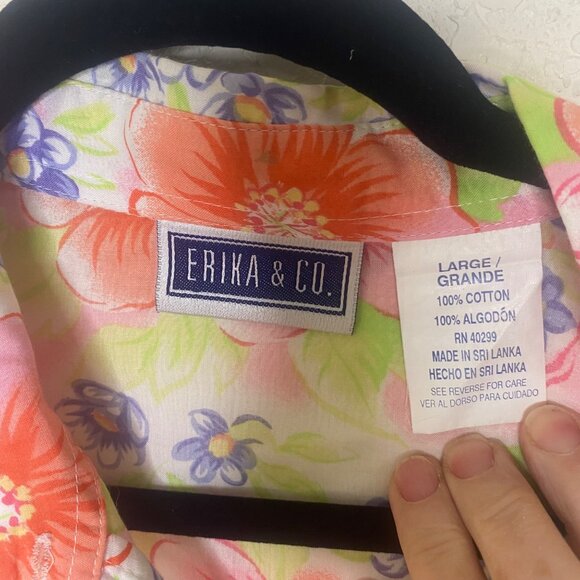 ERIKA & CO.
LARGE /
GRANDE
100% COTTON
100% ALGODÓN
RN 40299
MADE IN SRI LANKA
HECHO EN SRI LANKA
SEE REVERSE FOR CARE
VER AL DORSO PARA CUIDADO